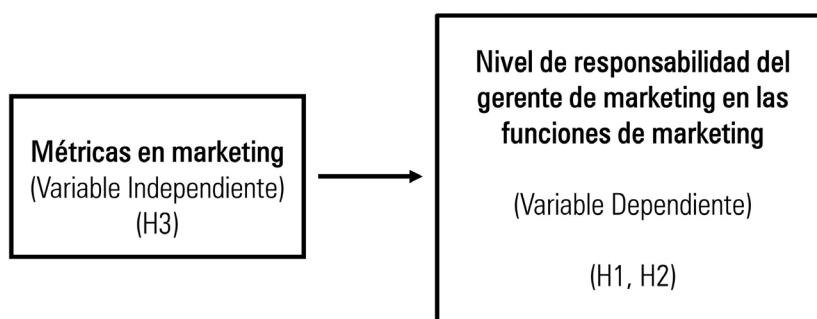 Métricas en marketing
(Variable Independiente)
(H3)
Nivel de responsabilidad del
gerente de marketing en las
funciones de marketing
(Variable Dependiente)
(H1, H2)